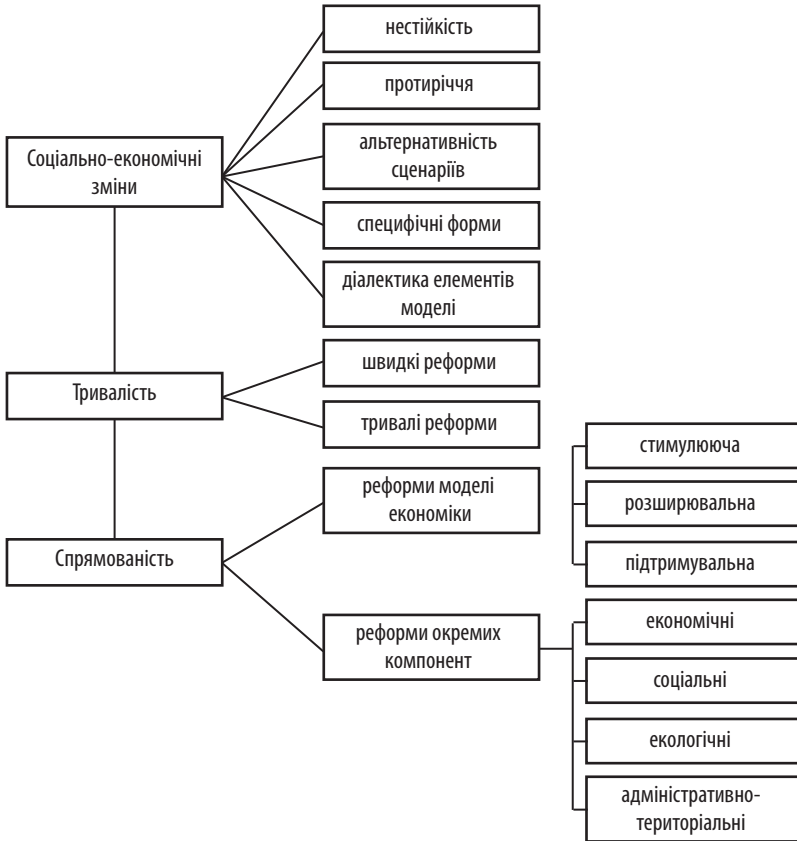 нестійкість
протиріччя
Соціально-економічні
зміни
альтернативність
сценаріїв
специфічні форми
діалектика елементів
моделі
Тривалість
швидкі реформи
тривалі реформи
Спрямованість
реформи моделі
економіки
стимулююча
розширювальна
підтримувальна
реформи окремих
компонент
економічні
соціальні
екологічні
адміністративно-
територіальні